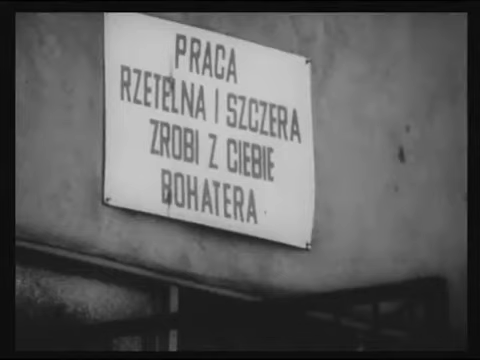 PRACA
RZETELNA I SZCZERA
ZROBI Z CIEBIE
BOHATERA